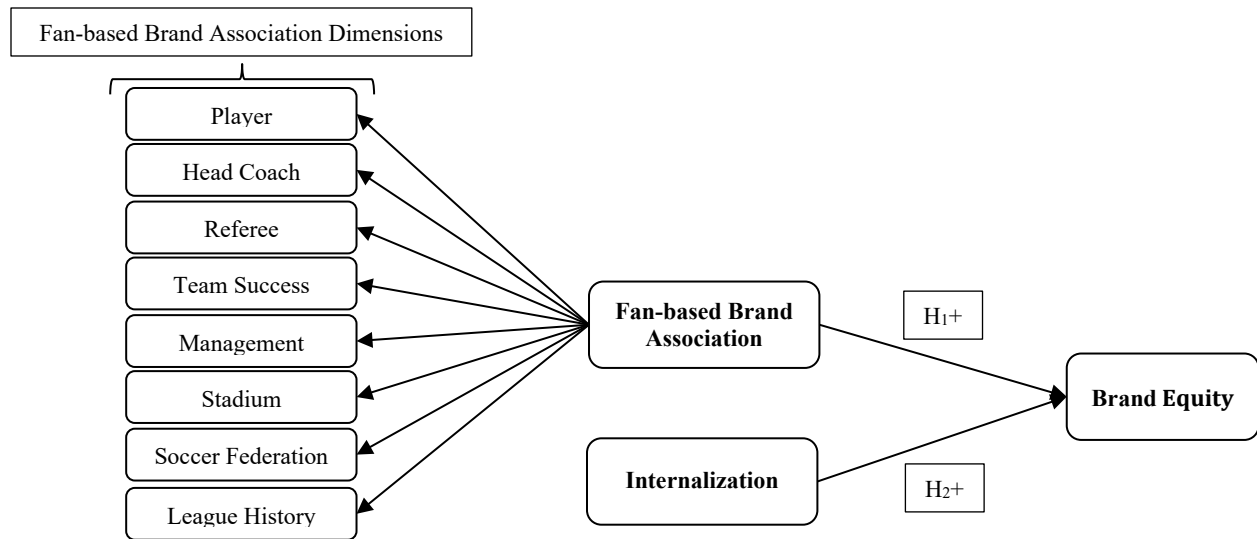 Fan-based Brand Association Dimensions
Player
Head Coach
Referee
Team Success
Management
Stadium
Soccer Federation
League History
Fan-based Brand
Association
Internalization
H₁+
H₂+
Brand Equity